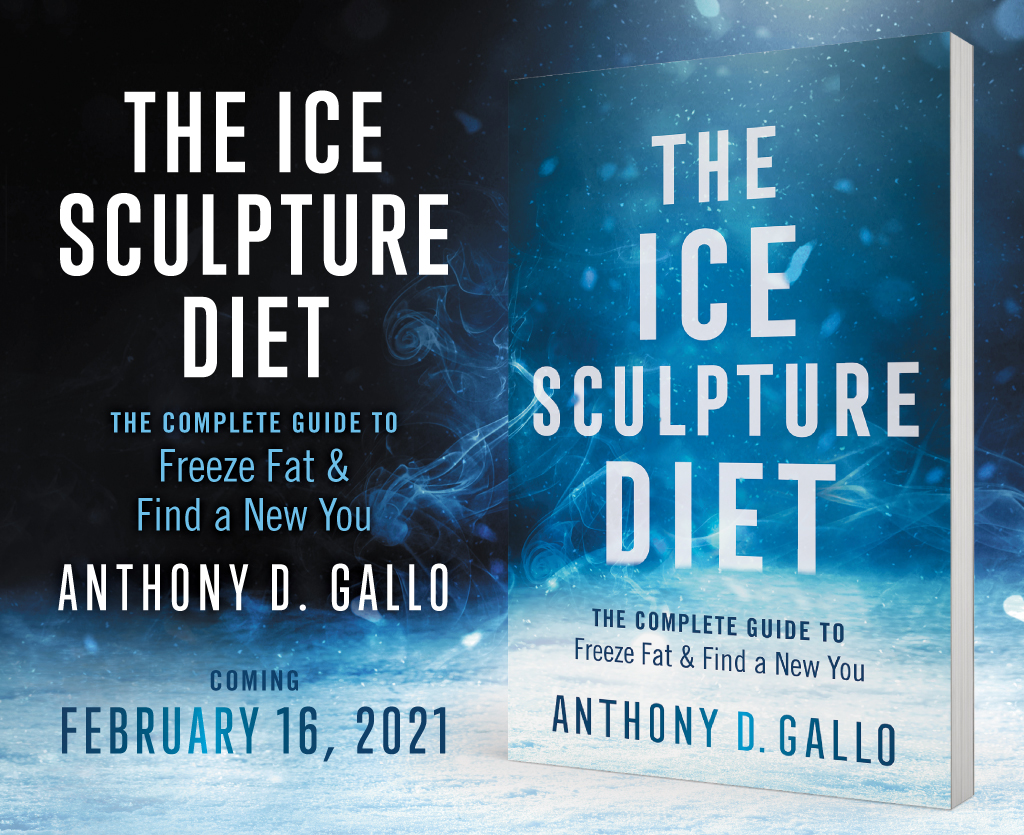 THE ICE
SCULPTURE
DIET
THE COMPLETE GUIDE TO
Freeze Fat &
Find a New You
ANTHONY D. GALLO
COMING
FEBRUARY 16, 2021
THE
ICE
SCULPTURE
DIET
THE COMPLETE GUIDE TO
Freeze Fat & Find a New You
ANTHONY D. GALLO